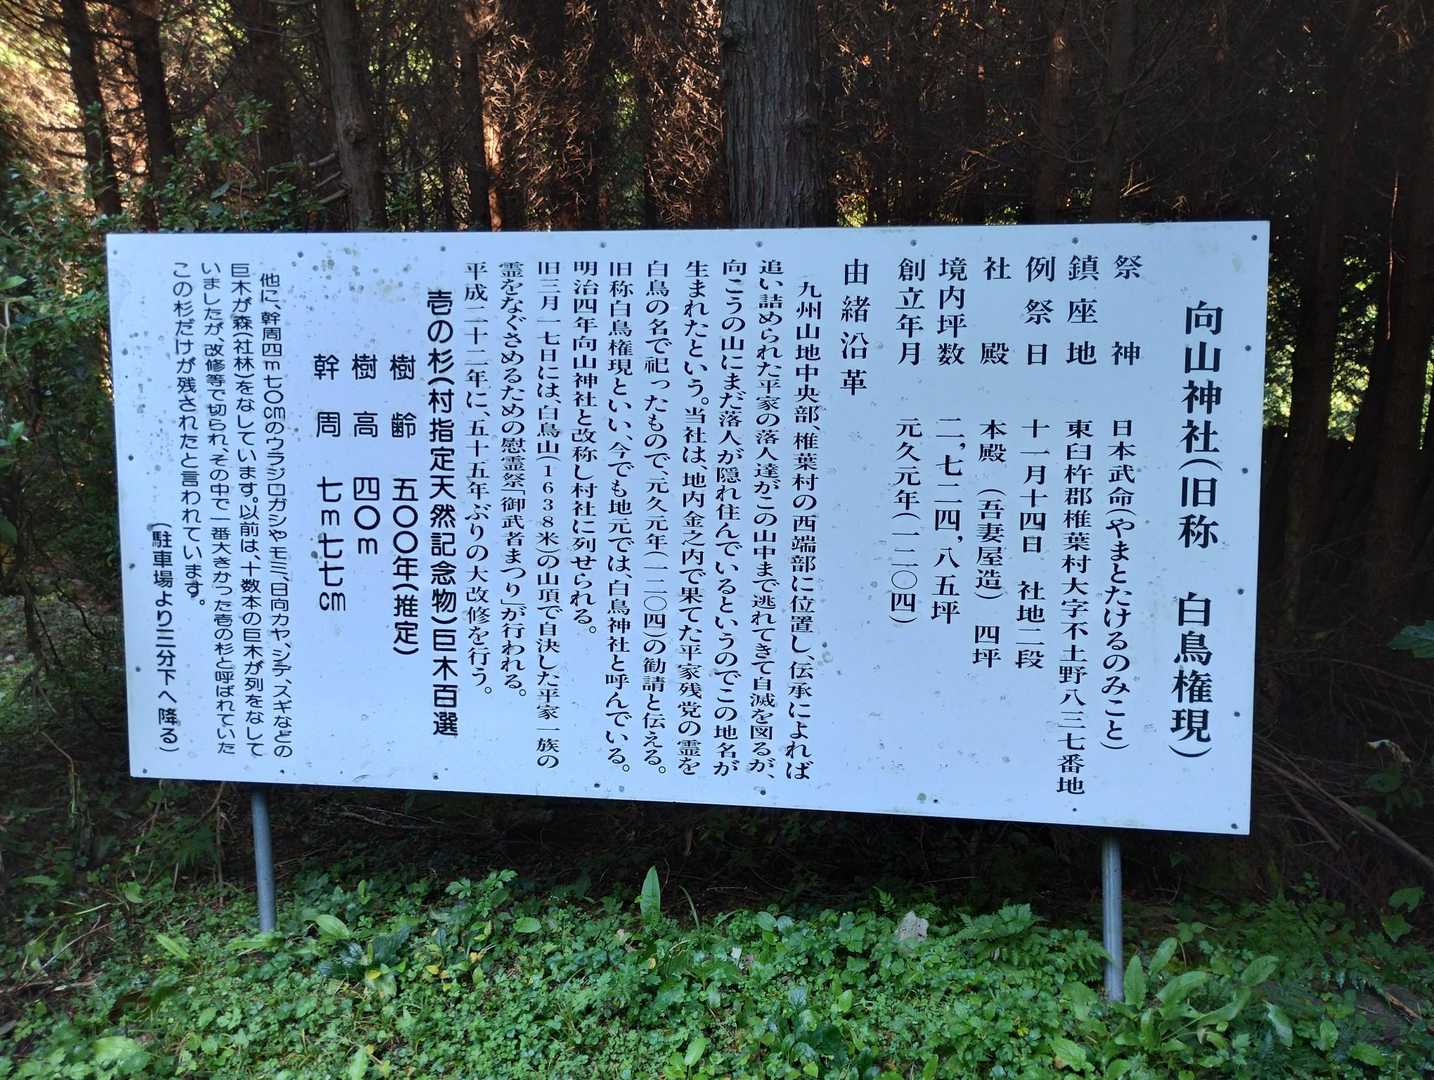 向山神社(旧称　白鳥権現)
祭神　日本武命(やまとたけるのみこと)
鎮座地　東臼杵郡椎葉村大字不土野八三七番地
例祭日　十一月十四日　社地二段
社殿　本殿　(吾妻屋造)　四坪
境内坪数　二,七二四,八五坪
創立年月　元久元年(一二〇四)
由緒沿革
九州山地中央部、椎葉村の西端部に位置し、伝承によれば
追い詰められた平家の落人達がこの山中まで逃れてきて自滅を図るが、
向こうの山にまだ落人が隠れ住んでいるというのでこの地名が
生まれたという。当社は、地内金之内で果てた平家残党の霊を
白鳥の名で祀ったもので、元久元年(一二〇四)の勧請と伝える。
旧称白鳥権現といい、今でも地元では、白鳥神社と呼んでいる。
明治四年向山神社と改称し村社に列せられる。
旧三月一七日には、白鳥山(1638米)の山項で自決した平家一族の
霊をなぐさめるための慰霊祭「御武者まつり」が行われる。
平成二十二年に、五十五年ぶりの大改修を行う。
壱の杉(村指定天然記念物)巨木百選
樹齢　五〇〇年(推定)
樹高　四〇m
幹周　七m七七㎝
他に、幹周四m七〇㎝のウラジロガシやモミ、日向カヤ、シデ、スギなどの
巨木が森(社林)をなしています。以前は、十数本の巨木が列をなして
いましたが、改修等で切られ、その中で一番大きかった壱の杉と呼ばれていた
この杉だけが残されたと言われています。
(駐車場より三分下へ降る)